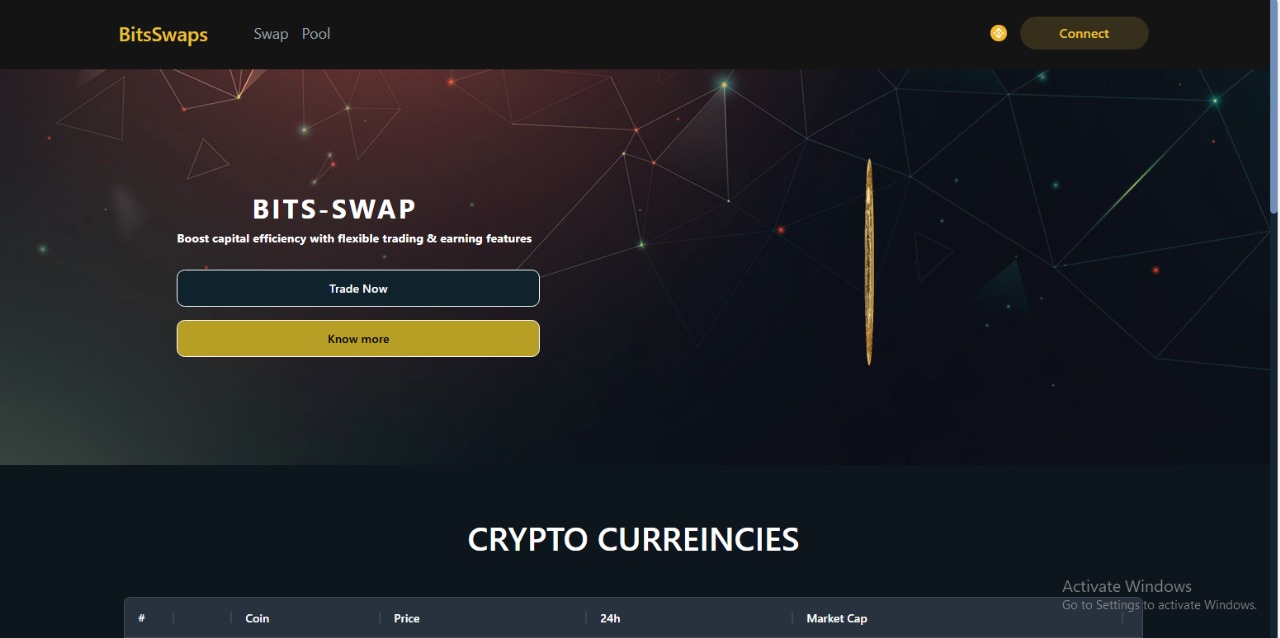 BitsSwaps
Swap Pool
Connect
BITS-SWAP
Boost capital efficiency with flexible trading & earning features
Trade Now
Know more
CRYPTO CURREINCIES
# Coin Price 24h Market Cap
Activate Windows
Go to Settings to activate Windows.